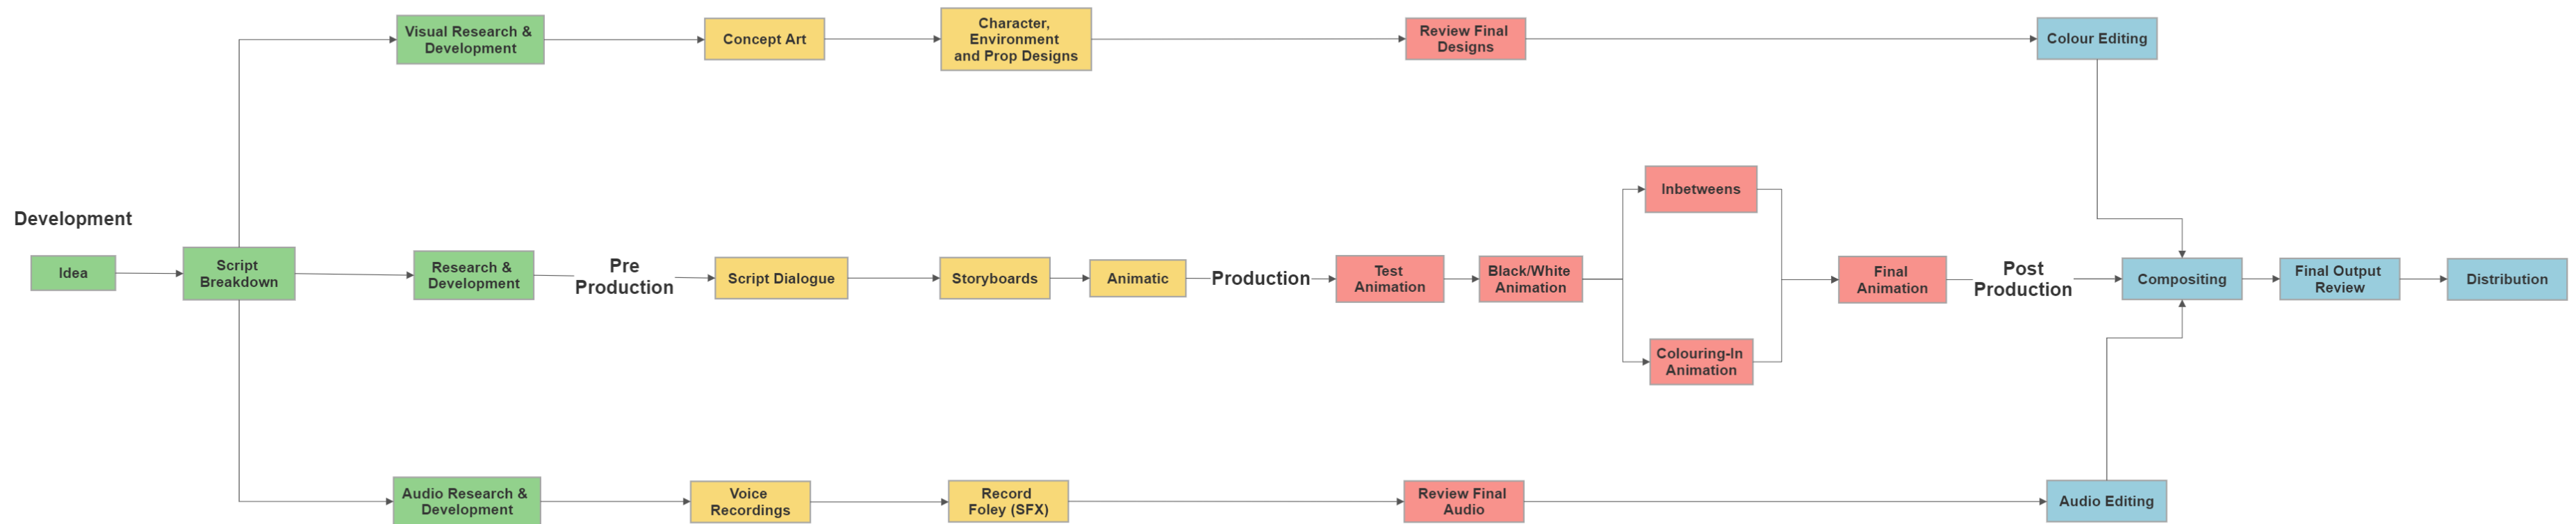 Visual Research &
Development
Concept Art
Character,
Environment
and Prop Designs
Review Final
Designs
Colour Editing
Development
Idea
Script
Breakdown
Research &
Development
Pre
Production
Script Dialogue
Storyboards
Animatic
Production
Test
Animation
Black/White
Animation
Inbetweens
Colouring-In
Animation
Final
Animation
Post
Production
Compositing
Final Output
Review
Distribution
Audio Research &
Development
Voice
Recordings
Record
Foley (SFX)
Review Final
Audio
Audio Editing